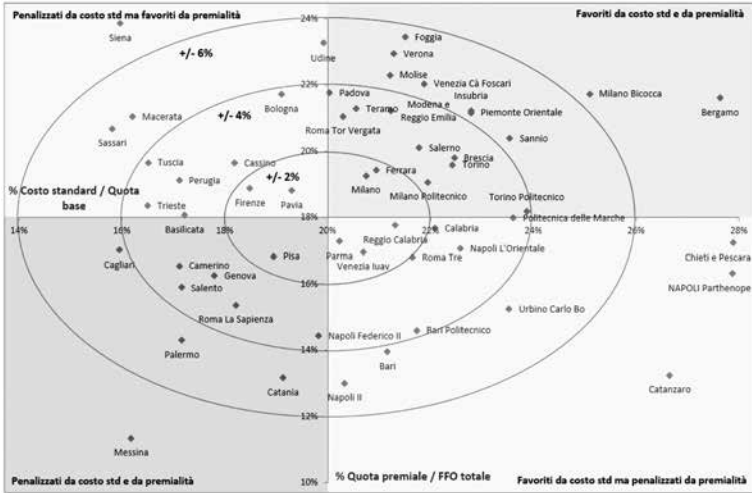 Penalizzati da costo std ma favoriti da premialità
24%
Favoriti da costo std e da premialità
Siena
Foggia
+/- 6%
Udine
Verona
Molise
22%
Venezia Cà Foscari
Insubria
Bologna
Padova
Milano Bicocca
Bergamo
Macerata
Teramo
Modena e
Reggio Emilia
Piemonte Orientale
+/- 4%
Roma Tor Vergata
Sassari
Sannio
20%
Salerno
Tuscia
Cassino
Brescia
Torino
+/- 2%
Ferrara
Perugia
Milano
Milano Politecnico
% Costo standard / Quota
base
Firenze
Pavia
Torino Politecnico
Trieste
Basilicata
18%
Politecnica delle Marche
14%
16%
18%
20%
22%
24%
26%
28%
Calabria
Reggio Calabria
Cagliari
Pisa
Parma
Venezia Iuav
Roma Tre
Napoli L'Orientale
Chieti e Pescara
Camerino
Genova
NAPOLI Parthenope
Salento
16%
Roma La Sapienza
Urbino Carlo Bo
Palermo
Napoli Federico II
Bari Politecnico
14%
Bari
Catania
Napoli II
Catanzaro
12%
Messina
Penalizzati da costo std e da premialità
% Quota premiale / FFO totale
10%
Favoriti da costo std ma penalizzati da premialità